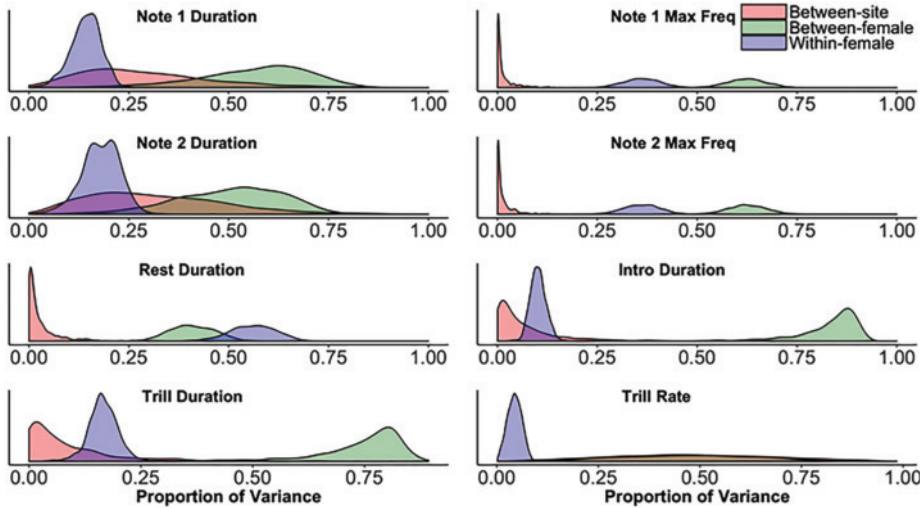 Note 1 Duration
0.00 0.25 0.50 0.75 1.00
Note 1 Max Freq
Between-site
Between-female
Within-female
0.00 0.25 0.50 0.75 1.00
Note 2 Duration
0.00 0.25 0.50 0.75 1.00
Note 2 Max Freq
0.00 0.25 0.50 0.75 1.00
Rest Duration
0.00 0.25 0.50 0.75 1.00
Intro Duration
0.00 0.25 0.50 0.75 1.00
Trill Duration
0.00 0.25 0.50 0.75
Proportion of Variance
Trill Rate
0.00 0.25 0.50 0.75 1.00
Proportion of Variance